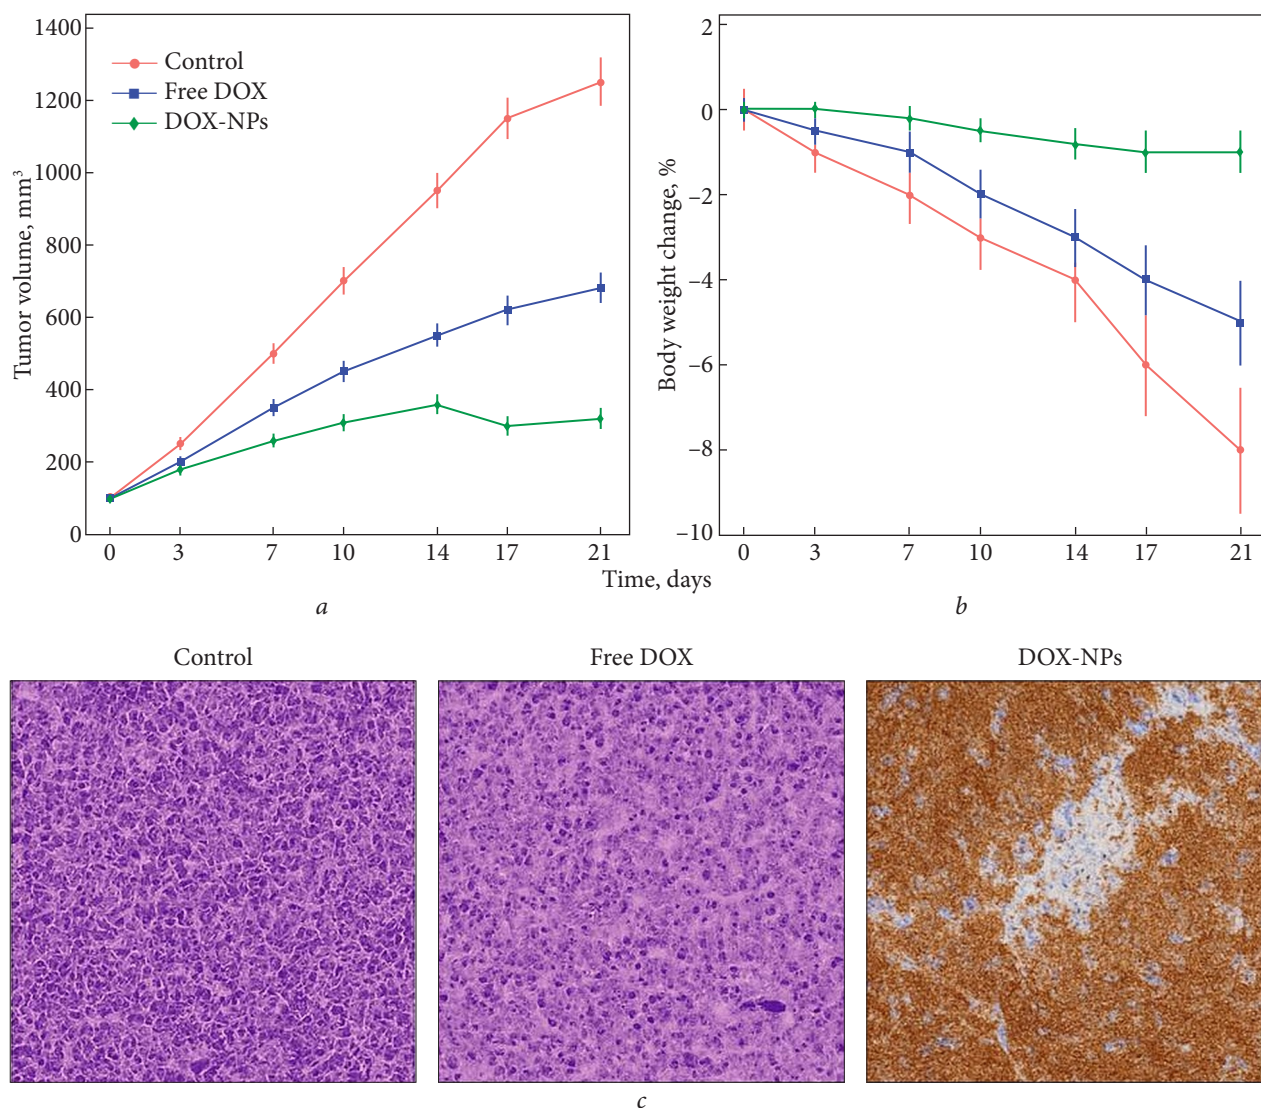 Tumor volume, mm³
1400
1200
1000
800
600
400
200
0
Control
Free DOX
DOX-NPs
0 3 7 10 14 17 21
a
Body weight change, %
2
0
−2
−4
−6
−8
−10
0 3 7 10 14 17 21
Time, days
b
Control Free DOX DOX-NPs
c